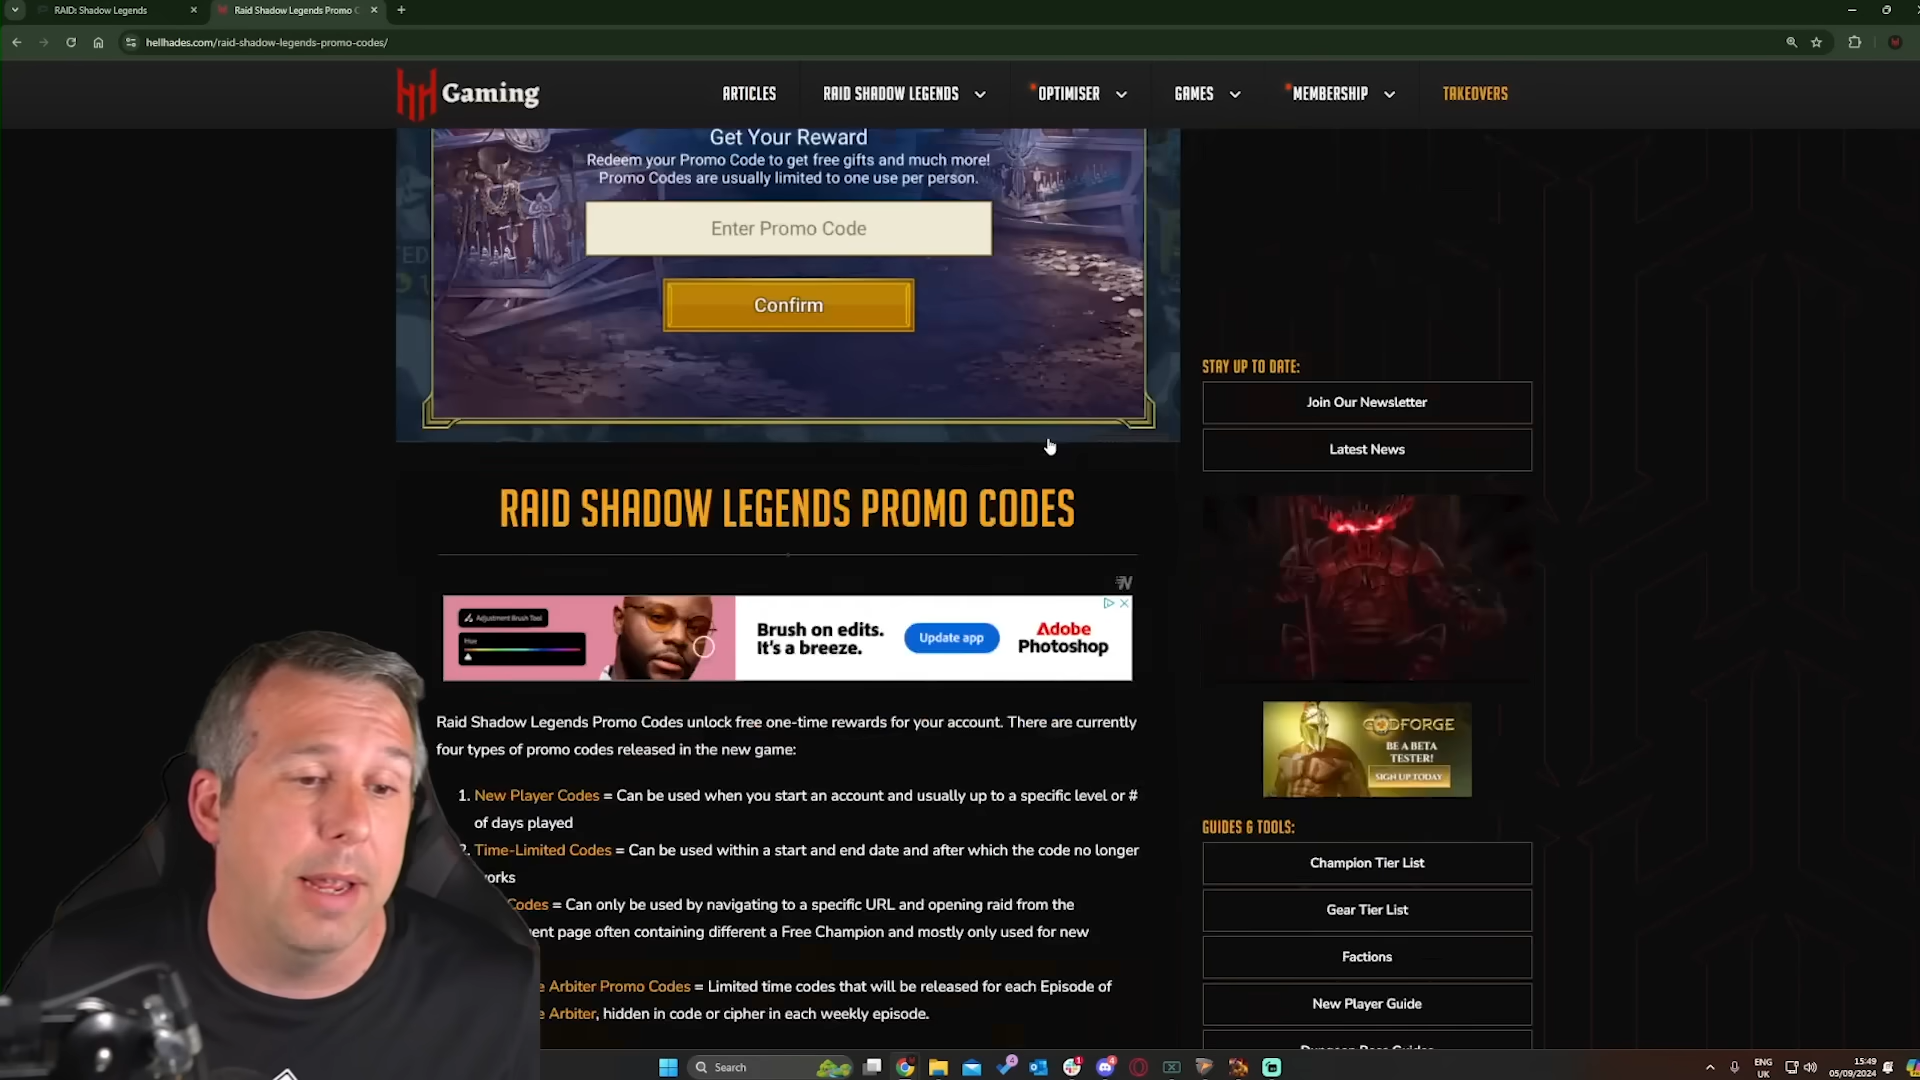 RAID: Shadow Legends
Raid Shadow Legends Promo C
hellhades.com/raid-shadow-legends-promo-codes/
HH Gaming
ARTICLES
RAID SHADOW LEGENDS
OPTIMISER
GAMES
MEMBERSHIP
TAKEOVERS
Get Your Reward
Redeem your Promo Code to get free gifts and much more!
Promo Codes are usually limited to one use per person.
Enter Promo Code
Confirm
RAID SHADOW LEGENDS PROMO CODES
Adjustment Brush Tool
Hue
Brush on edits.
It's a breeze.
Update app
Adobe
Photoshop
Raid Shadow Legends Promo Codes unlock free one-time rewards for your account. There are currently
four types of promo codes released in the new game:
1. New Player Codes = Can be used when you start an account and usually up to a specific level or #
of days played
2. Time-Limited Codes = Can be used within a start and end date and after which the code no longer
works
Codes = Can only be used by navigating to a specific URL and opening raid from the
ent page often containing different a Free Champion and mostly only used for new
e Arbiter Promo Codes = Limited time codes that will be released for each Episode of
e Arbiter, hidden in code or cipher in each weekly episode.
STAY UP TO DATE:
Join Our Newsletter
Latest News
GODFORGE
BE A BETA
TESTER!
SIGN UP TODAY
GUIDES & TOOLS:
Champion Tier List
Gear Tier List
Factions
New Player Guide
Search
ENG
UK
15:49
05/09/2024